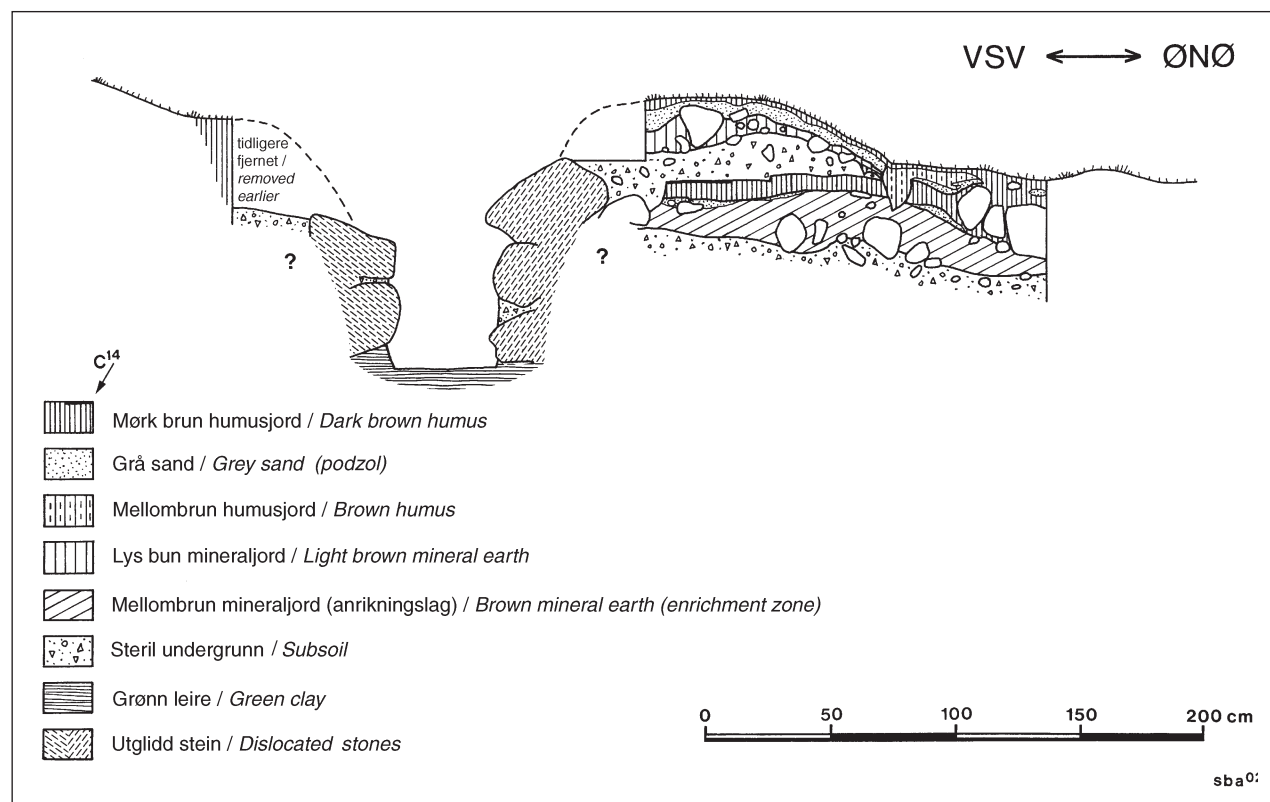 VSV ØNØ
tidligere
fjernet /
removed
earlier
? ?
C14
Mørk brun humusjord / Dark brown humus
Grå sand / Grey sand (podzol)
Mellombrun humusjord / Brown humus
Lys bun mineraljord / Light brown mineral earth
Mellombrun mineraljord (anrikningslag) / Brown mineral earth (enrichment zone)
Steril undergrunn / Subsoil
Grønn leire / Green clay
Utglidd stein / Dislocated stones
0 50 100 150 200 cm
sba